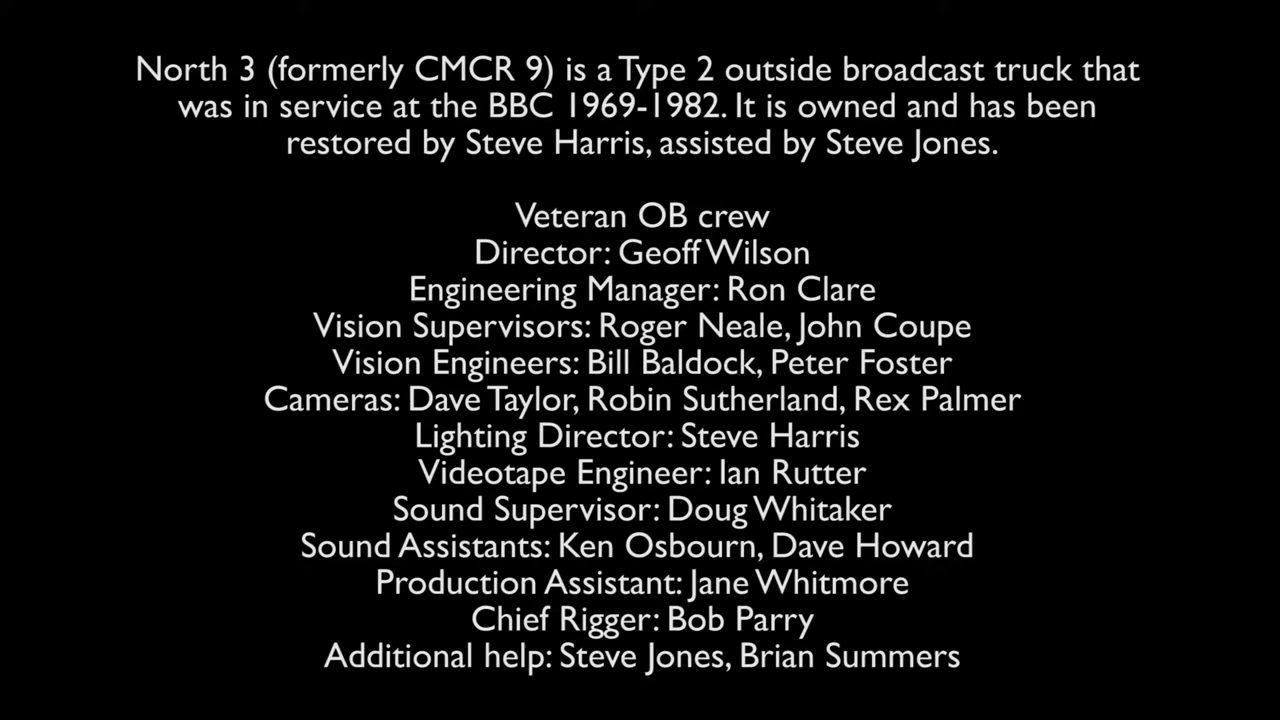 North 3 (formerly CMCR 9) is a Type 2 outside broadcast truck that
was in service at the BBC 1969-1982. It is owned and has been
restored by Steve Harris, assisted by Steve Jones.
Veteran OB crew
Director: Geoff Wilson
Engineering Manager: Ron Clare
Vision Supervisors: Roger Neale, John Coupe
Vision Engineers: Bill Baldock, Peter Foster
Cameras: Dave Taylor, Robin Sutherland, Rex Palmer
Lighting Director: Steve Harris
Videotape Engineer: Ian Rutter
Sound Supervisor: Doug Whitaker
Sound Assistants: Ken Osbourn, Dave Howard
Production Assistant: Jane Whitmore
Chief Rigger: Bob Parry
Additional help: Steve Jones, Brian Summers